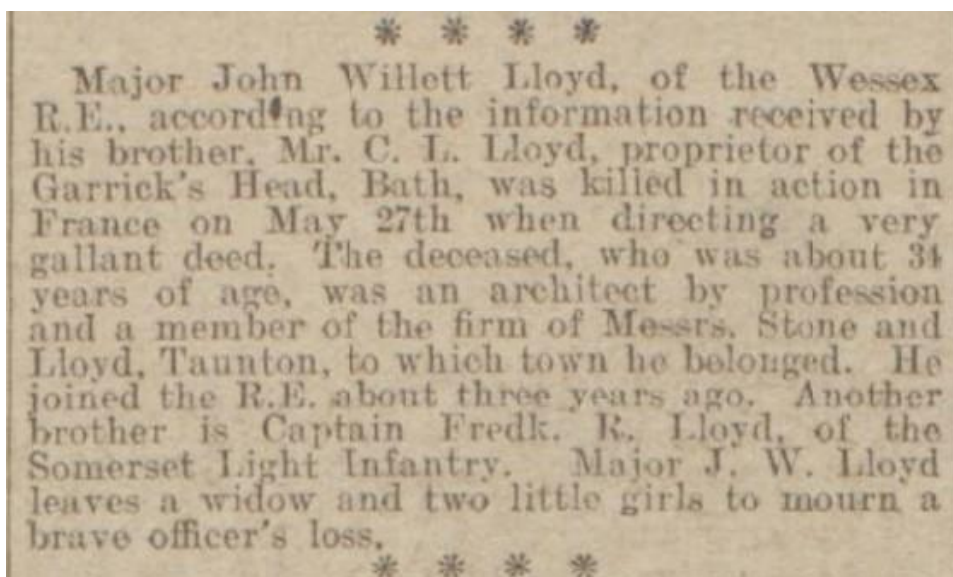 * * * *
Major John Willett Lloyd, of the Wessex
R.E., according to the information received by
his brother, Mr. C. L. Lloyd, proprietor of the
Garrick's Head, Bath, was killed in action in
France on May 27th when directing a very
gallant deed. The deceased, who was about 34
years of age, was an architect by profession
and a member of the firm of Messrs. Stone and
Lloyd, Taunton, to which town he belonged. He
joined the R.E. about three years ago. Another
brother is Captain Fredk. R. Lloyd, of the
Somerset Light Infantry. Major J. W. Lloyd
leaves a widow and two little girls to mourn a
brave officer's loss.
* * * *